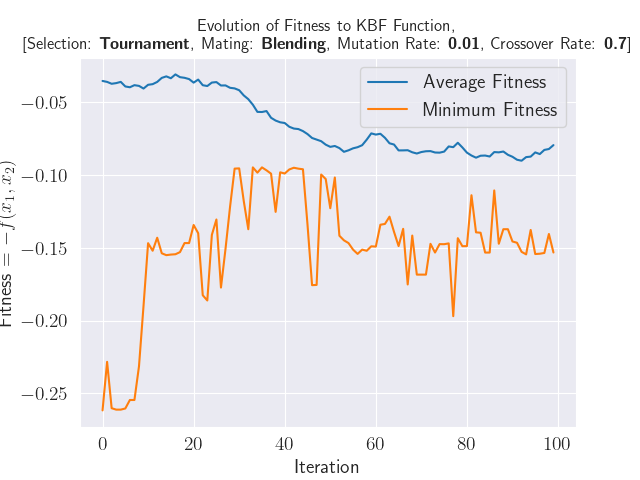 Evolution of Fitness to KBF Function,
[Selection: Tournament, Mating: Blending, Mutation Rate: 0.01, Crossover Rate: 0.7]
Average Fitness
Minimum Fitness
Fitness = −f(x₁, x₂)
−0.05
−0.10
−0.15
−0.20
−0.25
0 20 40 60 80 100
Iteration